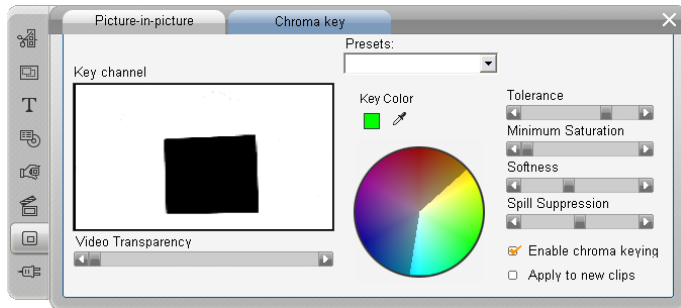 Picture-in-picture
Chroma key
Presets:
Key channel
Key Color
Tolerance
Minimum Saturation
Softness
Spill Suppression
Video Transparency
Enable chroma keying
Apply to new clips
T